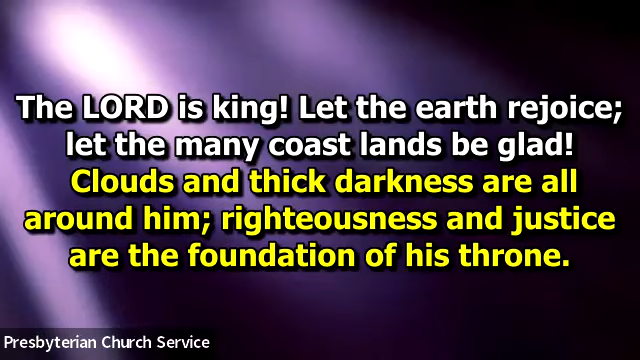 The LORD is king! Let the earth rejoice;
let the many coast lands be glad!
Clouds and thick darkness are all
around him; righteousness and justice
are the foundation of his throne.
Presbyterian Church Service